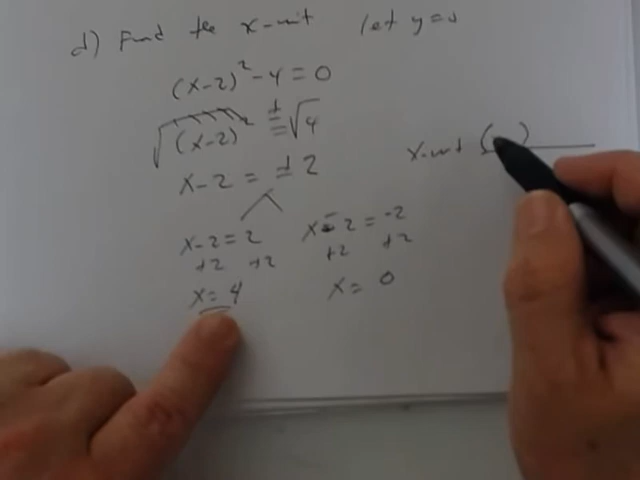 d) Find the x-int let y=0
(x-2)² -4=0
√(x-2)² = ±√4
x-2 = ±2
x-2=2 x-2=-2
+2 +2 +2 +2
x=4 x=0
x-int ( )